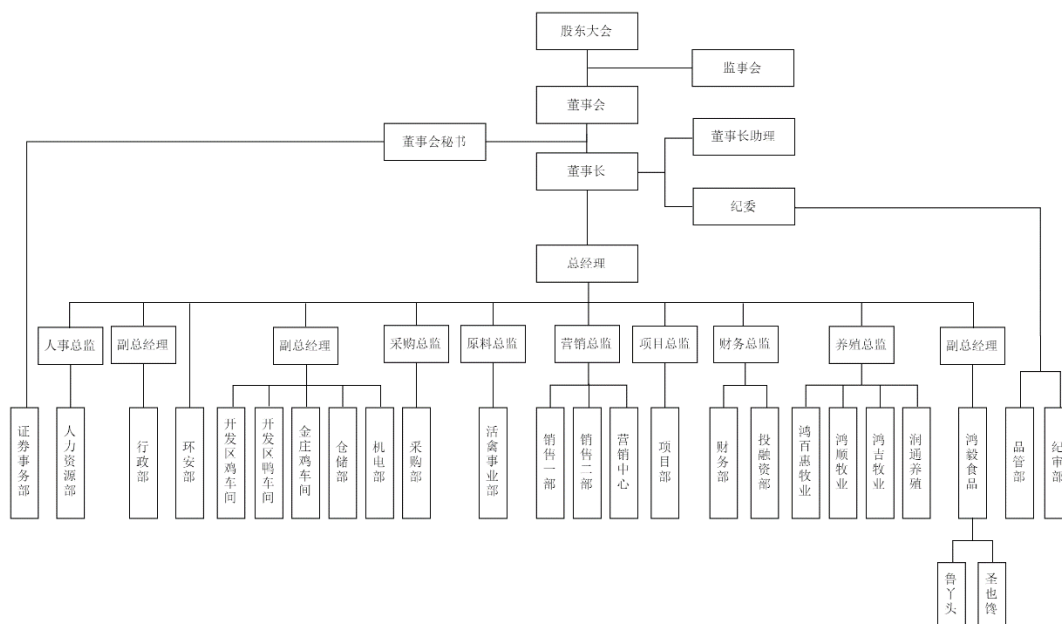 股东大会
监事会
董事会
董事会秘书
董事长助理
董事长
纪委
总经理
人事总监
副总经理
副总经理
采购总监
原料总监
营销总监
项目总监
财务总监
养殖总监
副总经理
证券事务部
人力资源部
行政部
环安部
开发区鸡车间
开发区鸭车间
金庄鸡车间
仓储部
机电部
采购部
活禽事业部
销售一部
销售二部
营销中心
项目部
财务部
投融资部
鸿百惠牧业
鸿顺牧业
鸿吉牧业
润通养殖
鸿毅食品
品管部
纪审部
鲁丫头
圣也馋